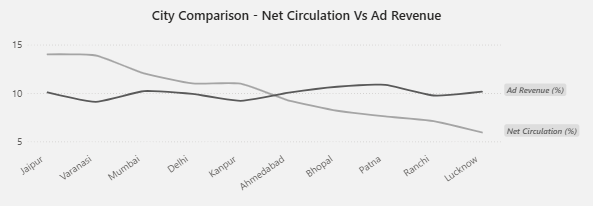 City Comparison - Net Circulation Vs Ad Revenue
15
10
5
Ad Revenue (%)
Net Circulation (%)
Jaipur
Varanasi
Mumbai
Delhi
Kanpur
Ahmedabad
Bhopal
Patna
Ranchi
Lucknow